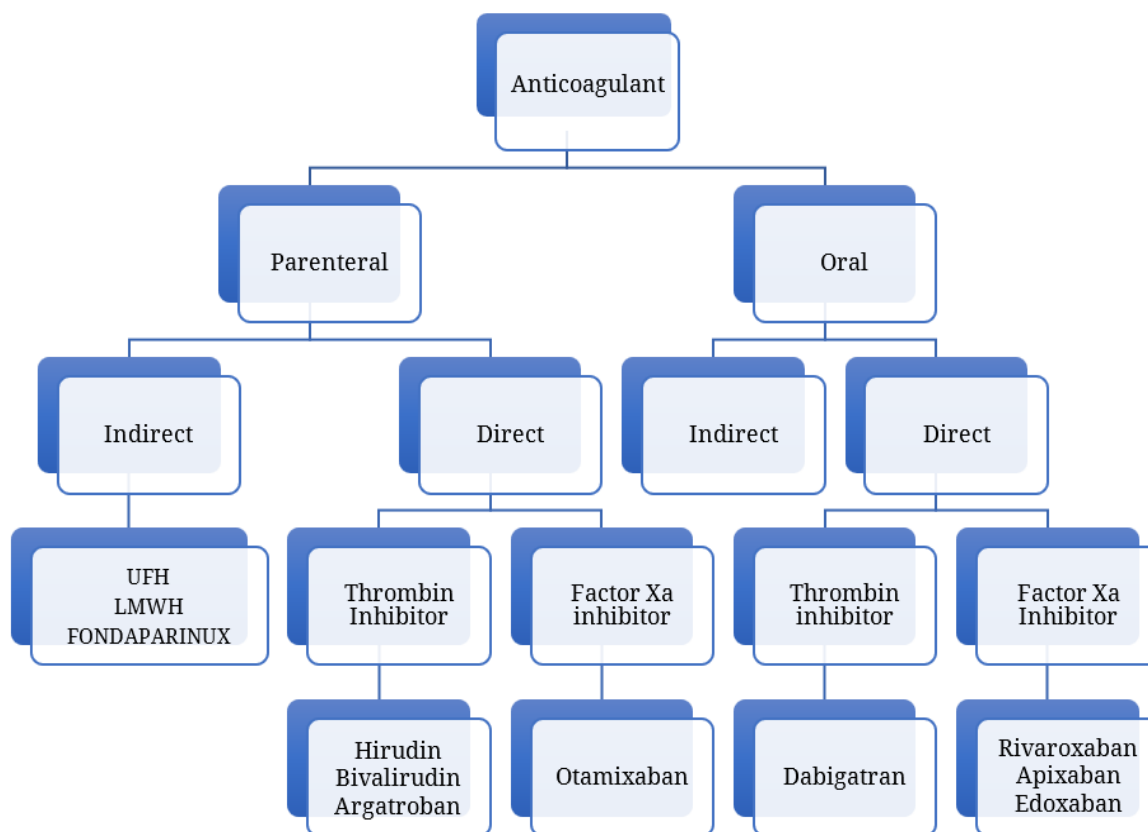 Anticoagulant
Parenteral
Oral
Indirect
Direct
Indirect
Direct
UFH
LMWH
FONDAPARINUX
Thrombin
Inhibitor
Factor Xa
inhibitor
Thrombin
inhibitor
Factor Xa
Inhibitor
Hirudin
Bivalirudin
Argatroban
Otamixaban
Dabigatran
Rivaroxaban
Apixaban
Edoxaban